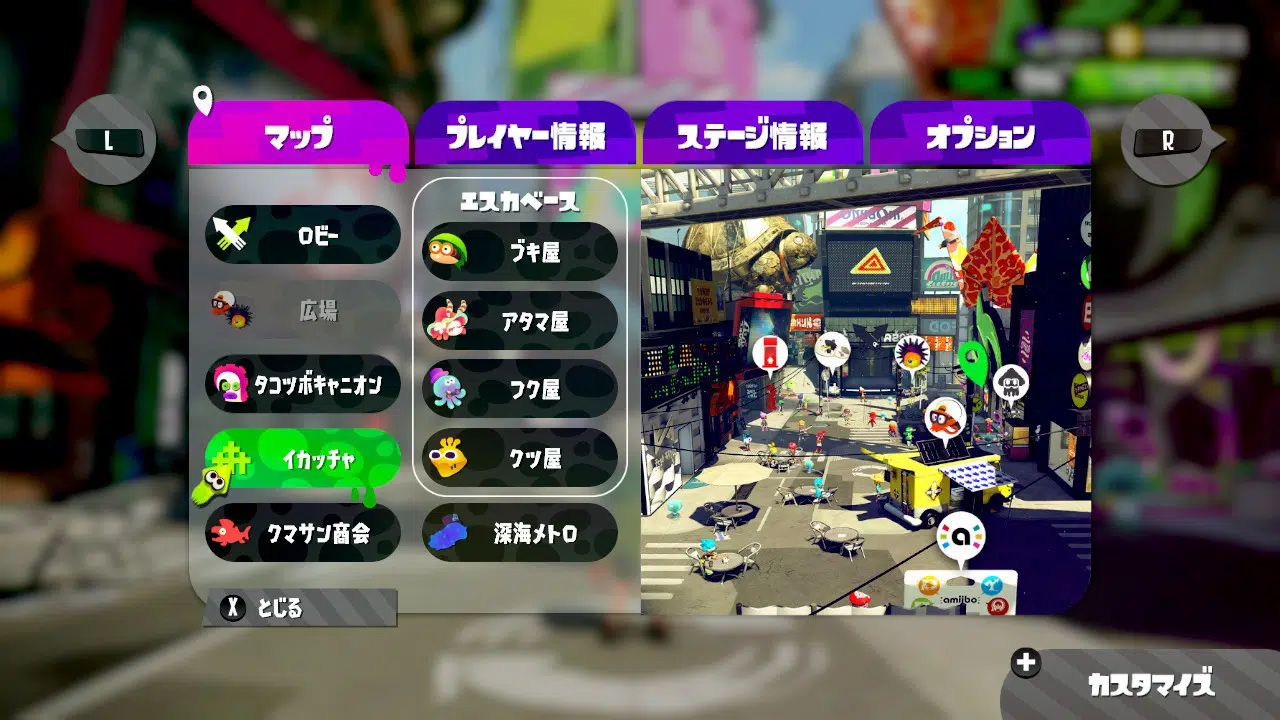 L
マップ
プレイヤー情報
ステージ情報
オプション
R
ロビー
広場
タコツボキャニオン
イカッチャ
クマサン商会
エスカベース
ブキ屋
アタマ屋
フク屋
クツ屋
深海メトロ
a
amiibo
X とじる
+ カスタマイズ